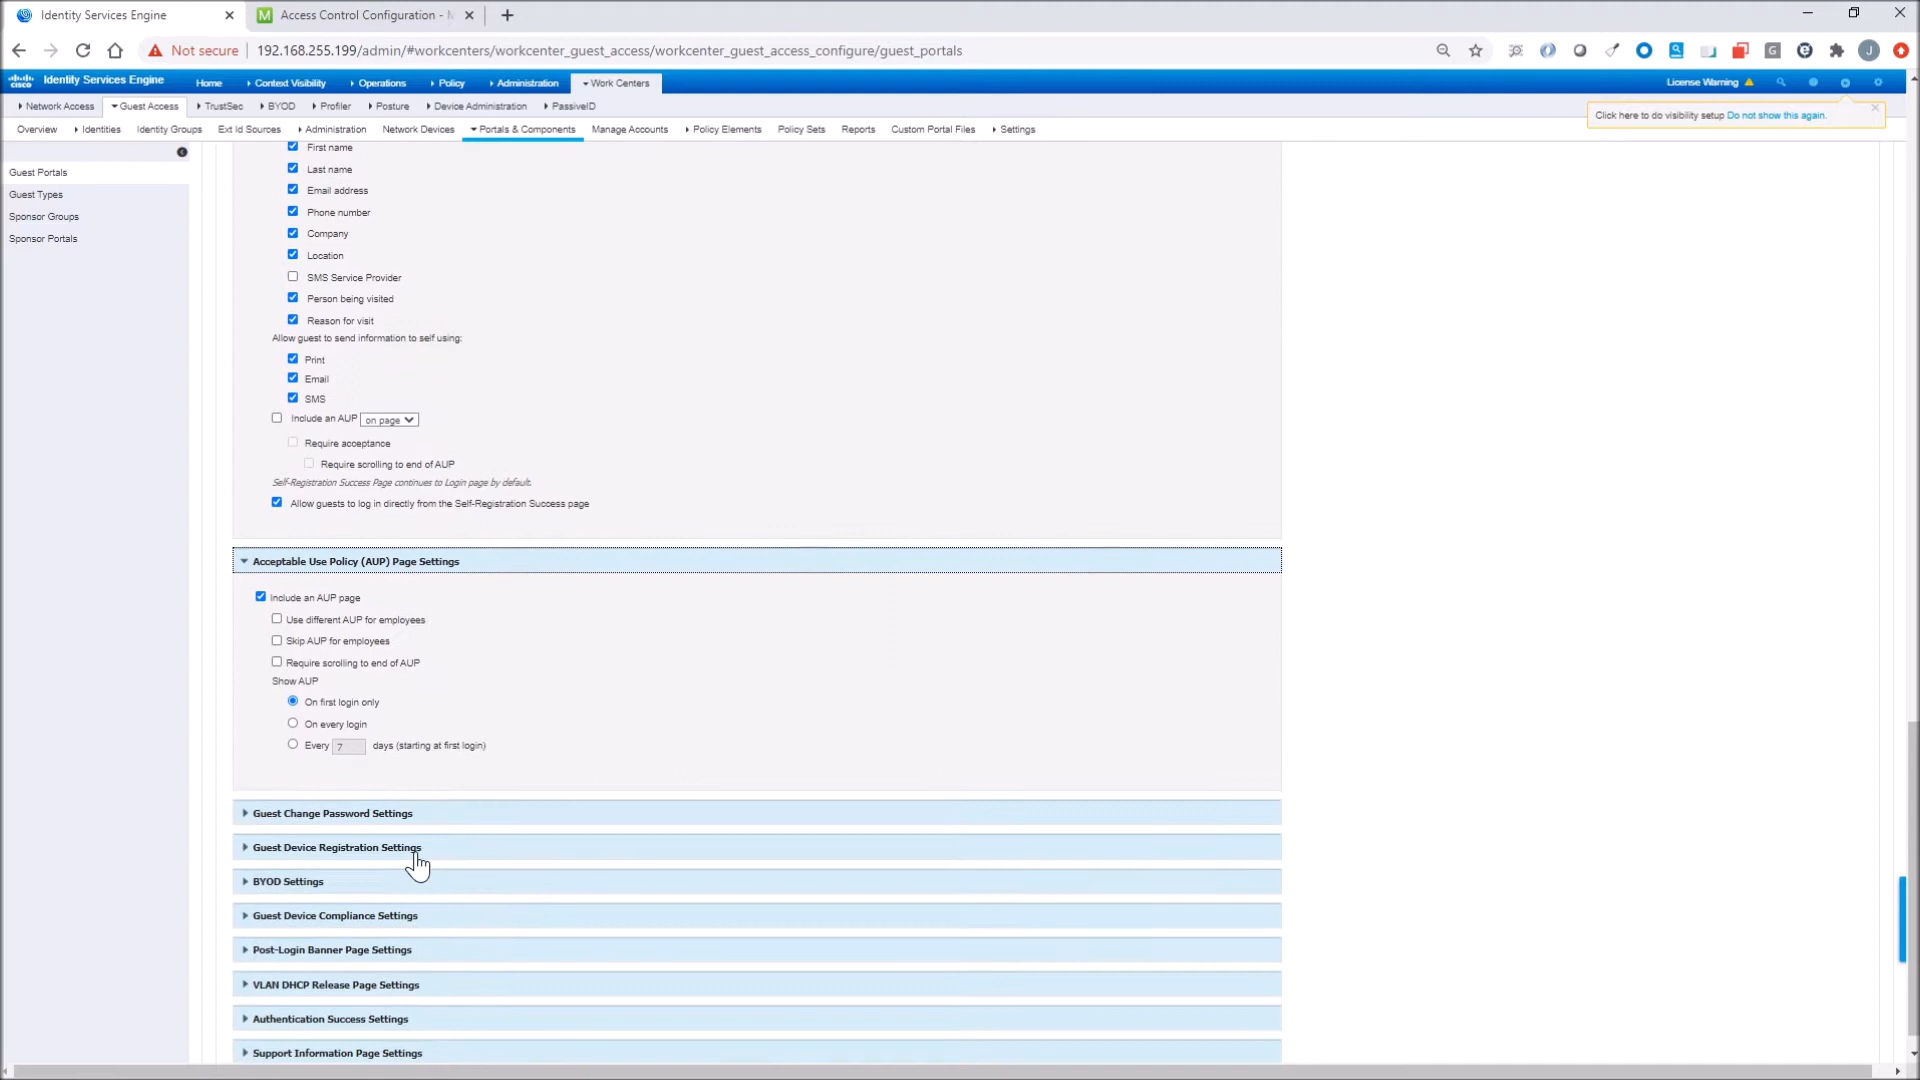 Identity Services Engine
Access Control Configuration - M
Not secure
192.168.255.199/admin/#workcenters/workcenter_guest_access/workcenter_guest_access_configure/guest_portals
cisco Identity Services Engine Home Context Visibility Operations Policy Administration Work Centers License Warning
Network Access Guest Access TrustSec BYOD Profiler Posture Device Administration PassiveID
Click here to do visibility setup Do not show this again.
Overview Identities Identity Groups Ext Id Sources Administration Network Devices Portals & Components Manage Accounts Policy Elements Policy Sets Reports Custom Portal Files Settings
Guest Portals
Guest Types
Sponsor Groups
Sponsor Portals
First name
Last name
Email address
Phone number
Company
Location
SMS Service Provider
Person being visited
Reason for visit
Allow guest to send information to self using:
Print
Email
SMS
Include an AUP on page
Require acceptance
Require scrolling to end of AUP
Self-Registration Success Page continues to Login page by default.
Allow guests to log in directly from the Self-Registration Success page
Acceptable Use Policy (AUP) Page Settings
Include an AUP page
Use different AUP for employees
Skip AUP for employees
Require scrolling to end of AUP
Show AUP
On first login only
On every login
Every 7 days (starting at first login)
Guest Change Password Settings
Guest Device Registration Settings
BYOD Settings
Guest Device Compliance Settings
Post-Login Banner Page Settings
VLAN DHCP Release Page Settings
Authentication Success Settings
Support Information Page Settings